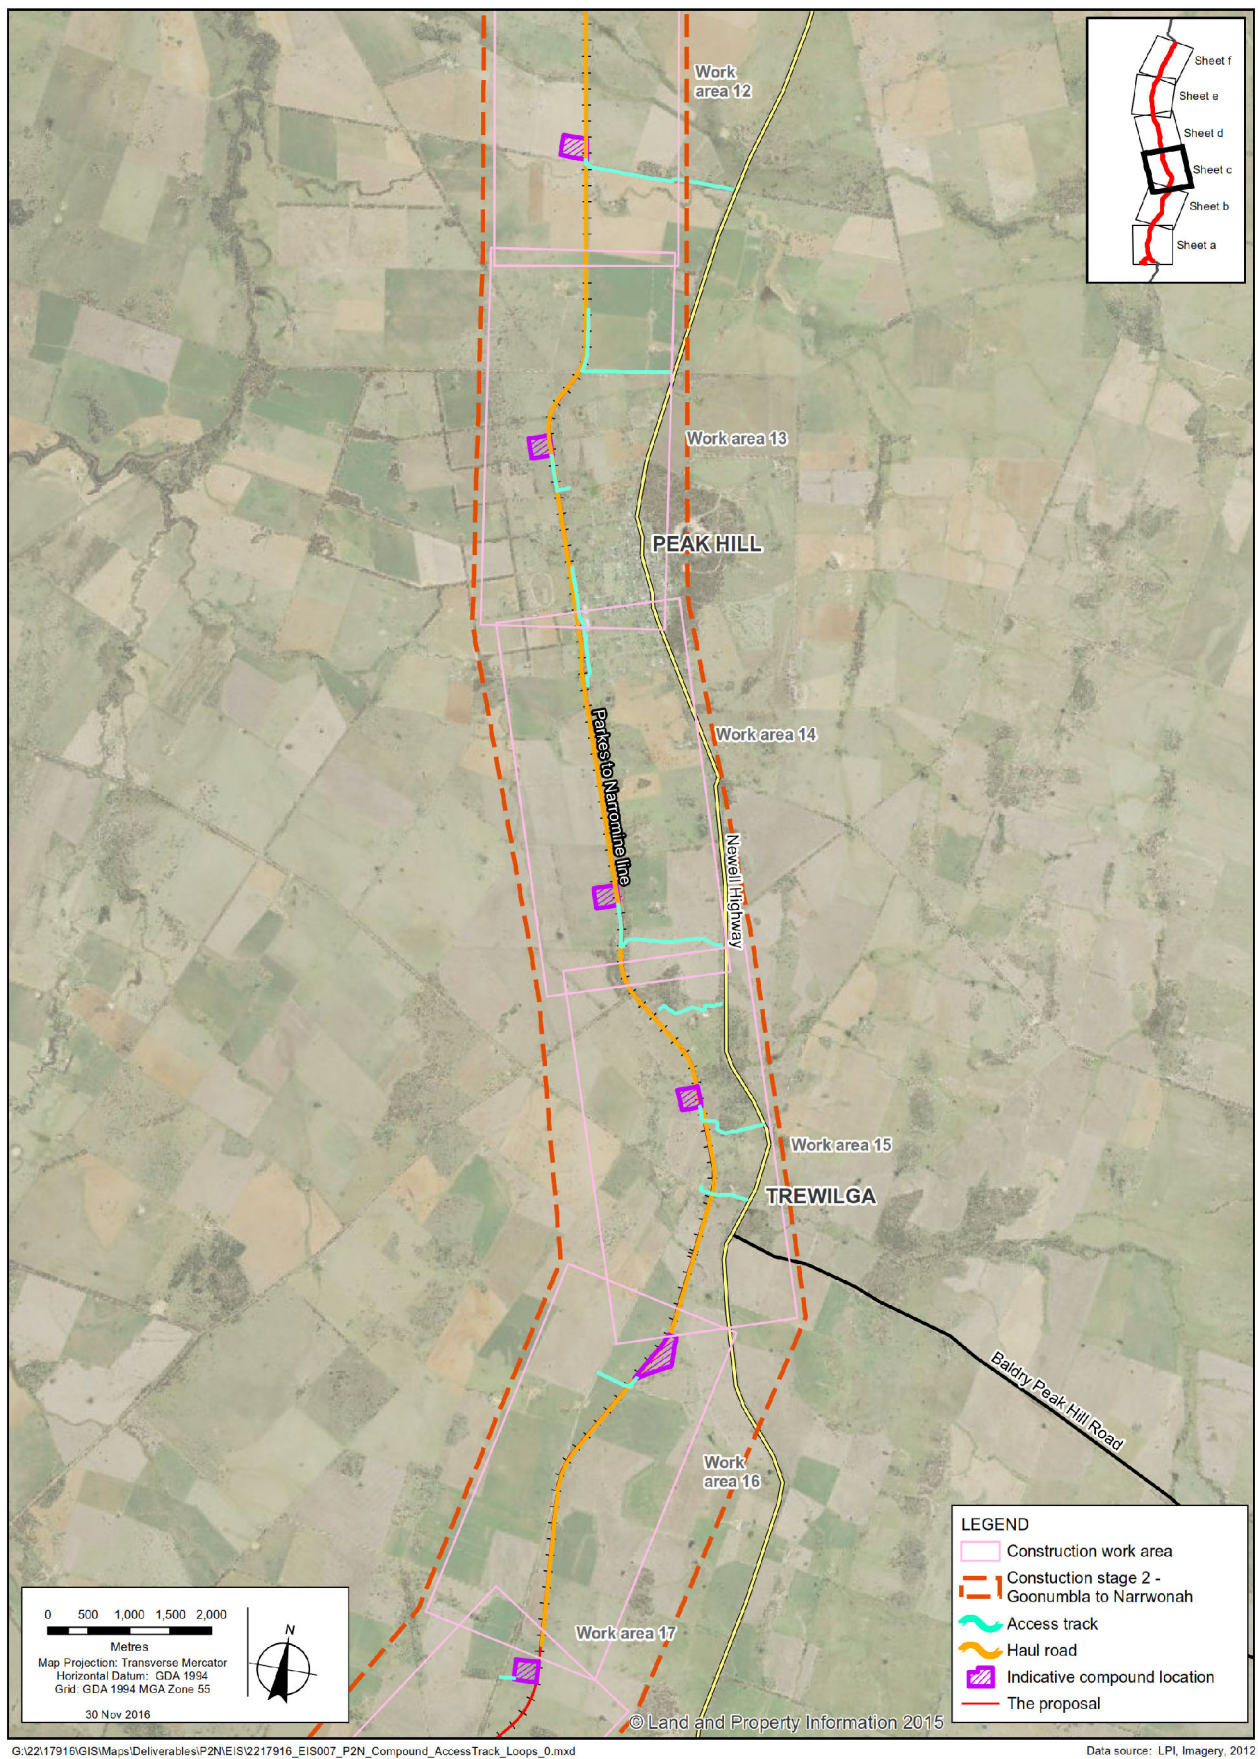 Work
area 12
Sheet f
Sheet e
Sheet d
Sheet c
Sheet b
Sheet a
Work area 13
PEAK HILL
Parkes to Narromine line
Work area 14
Newell Highway
Work area 15
TREWILGA
Baldry Peak Hill Road
Work
area 16
Work area 17
LEGEND
Construction work area
Constuction stage 2 -
Goonumbla to Narrwonah
Access track
Haul road
Indicative compound location
The proposal
0 500 1,000 1,500 2,000
Metres
Map Projection: Transverse Mercator
Horizontal Datum: GDA 1994
Grid: GDA 1994 MGA Zone 55
30 Nov 2016
N
© Land and Property Information 2015
G:\22\17916\GIS\Maps\Deliverables\P2N\EIS\2217916_EIS007_P2N_Compound_AccessTrack_Loops_0.mxd
Data source: LPI, Imagery, 2012